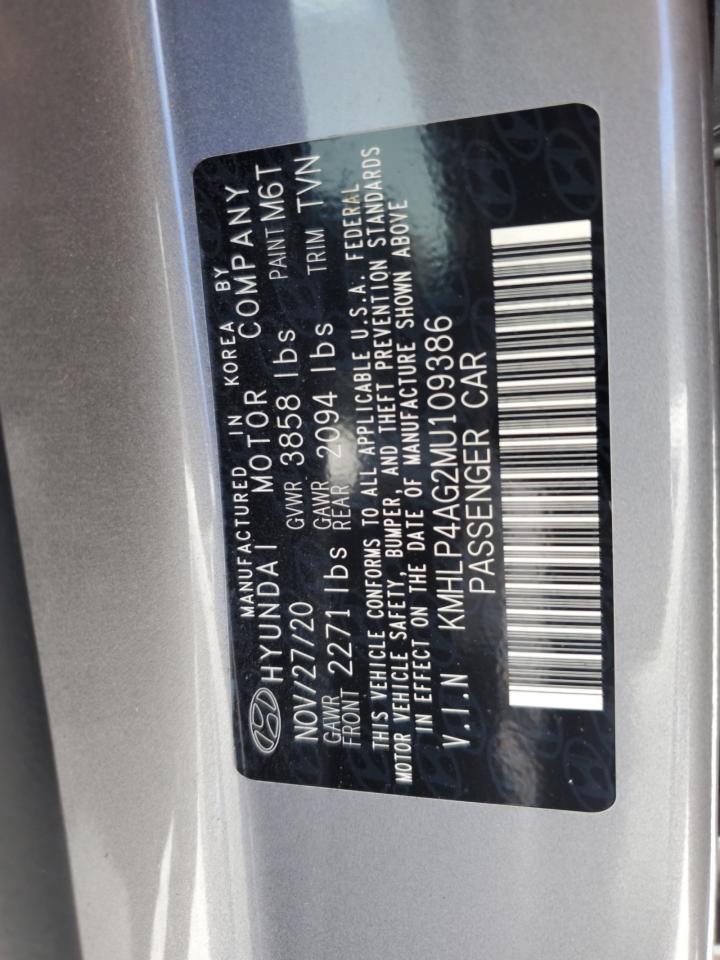 MANUFACTURED IN KOREA BY
HYUNDAI MOTOR COMPANY
NOV/27/20 GVWR 3858 lbs PAINT M6T
GAWR FRONT 2271 lbs GAWR REAR 2094 lbs TRIM TVN
THIS VEHICLE CONFORMS TO ALL APPLICABLE U.S.A. FEDERAL
MOTOR VEHICLE SAFETY, BUMPER, AND THEFT PREVENTION STANDARDS
IN EFFECT ON THE DATE OF MANUFACTURE SHOWN ABOVE
V.I.N KMHLP4AG2MU109386
PASSENGER CAR